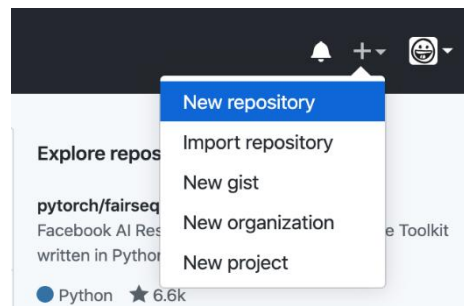 New repository
Import repository
New gist
New organization
New project
Explore repos
pytorch/fairseq
Facebook AI Res
e Toolkit
written in Python
Python ★ 6.6k